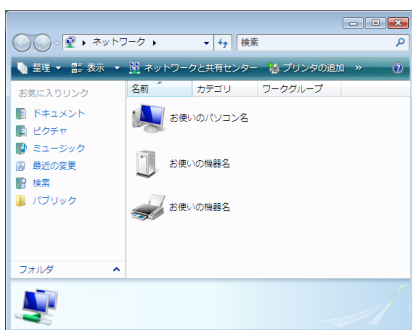 ネットワーク
検索
整理 表示 ネットワークと共有センター プリンタの追加 »
お気に入りリンク
名前 カテゴリ ワークグループ
ドキュメント
ピクチャ
ミュージック
最近の変更
検索
パブリック
お使いのパソコン名
お使いの機器名
お使いの機器名
フォルダ